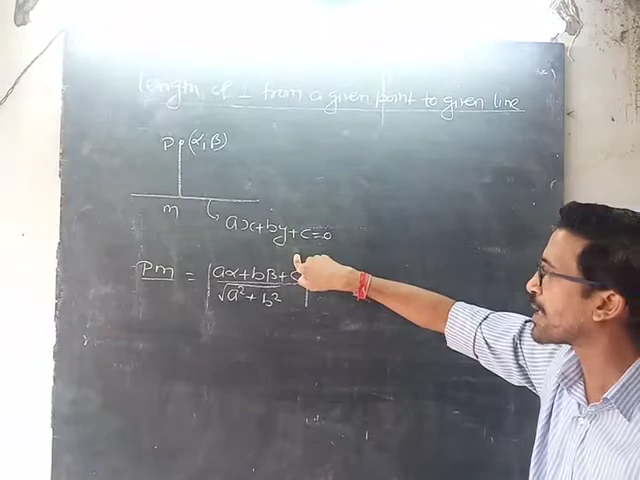 length of ⊥ from a given point to given line
P (α, β)
m
ax+by+c=0
Pm = | aα+bβ+c / √a²+b² |